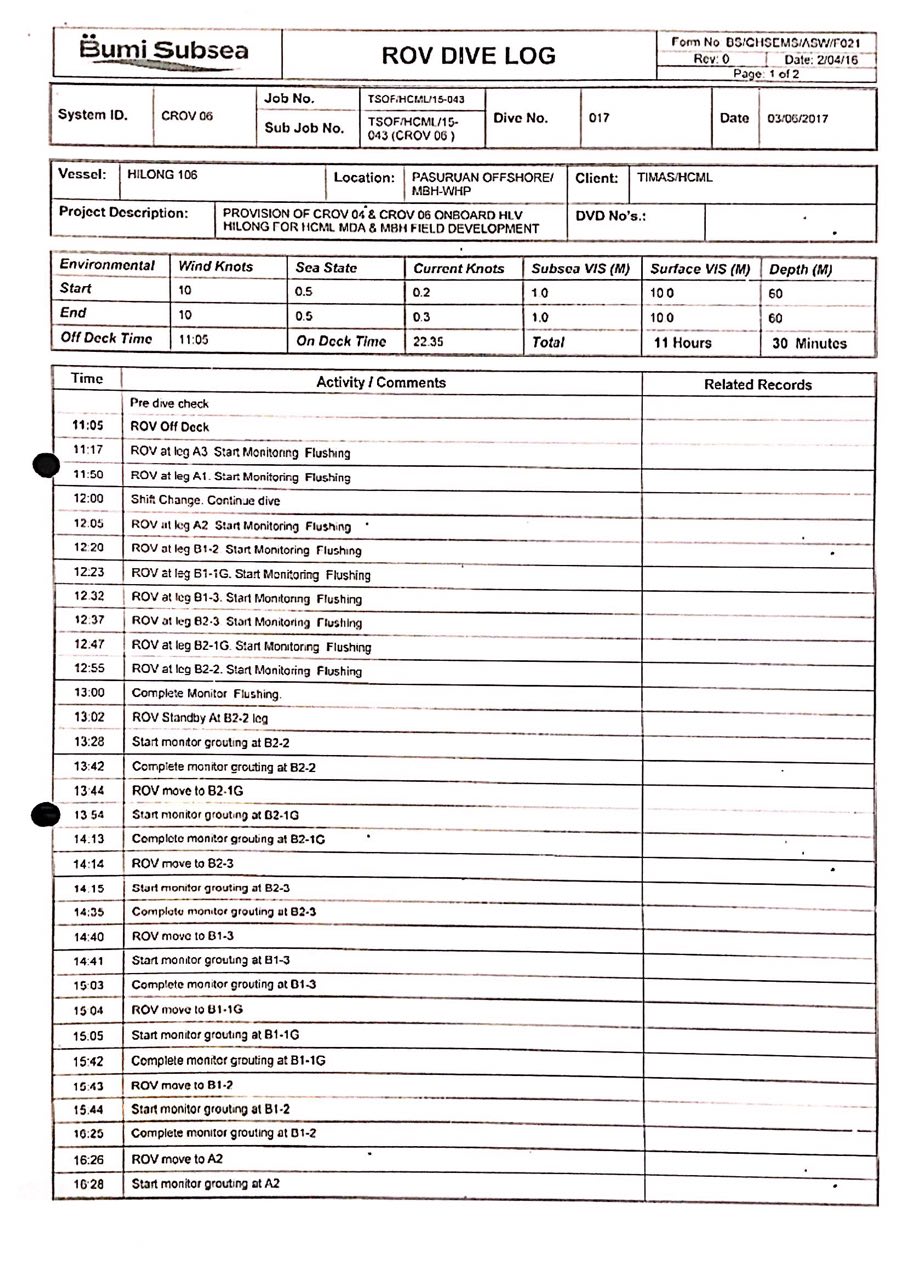 Bumi Subsea
ROV DIVE LOG
Form No BS/CHSEMS/ASW/F021
Rev: 0 Date: 2/04/16
Page: 1 of 2
System ID. CROV 06 Job No. TSOF/HCML/15-043 Dive No. 017 Date 03/06/2017
Sub Job No. TSOF/HCML/15-
043 (CROV 06 )
Vessel: HILONG 106 Location: PASURUAN OFFSHORE/
MBH-WHP Client: TIMAS/HCML
Project Description: PROVISION OF CROV 04 & CROV 06 ONBOARD HLV
HILONG FOR HCML MDA & MBH FIELD DEVELOPMENT DVD No's.:
Environmental Wind Knots Sea State Current Knots Subsea VIS (M) Surface VIS (M) Depth (M)
Start 10 0.5 0.2 1 0 10 0 60
End 10 0.5 0.3 1.0 10 0 60
Off Deck Time 11:05 On Deck Time 22.35 Total 11 Hours 30 Minutes
Time Activity / Comments Related Records
Pre dive check
11:05 ROV Off Deck
11:17 ROV at leg A3 Start Monitoring Flushing
11:50 ROV at leg A1. Start Monitoring Flushing
12:00 Shift Change. Continue dive
12.05 ROV at leg A2 Start Monitoring Flushing
12:20 ROV at leg B1-2 Start Monitoring Flushing
12:23 ROV at leg B1-1G. Start Monitoring Flushing
12.32 ROV at leg B1-3. Start Monitoring Flushing
12.37 ROV at leg B2-3 Start Monitoring Flushing
12.47 ROV at leg B2-1G. Start Monitoring Flushing
12:55 ROV at leg B2-2. Start Monitoring Flushing
13:00 Complete Monitor Flushing.
13:02 ROV Standby At B2-2 leg
13:28 Start monitor grouting at B2-2
13:42 Complete monitor grouting at B2-2
13:44 ROV move to B2-1G
13 54 Start monitor grouting at B2-1G
14.13 Complete monitor grouting at B2-1G
14:14 ROV move to B2-3
14.15 Start monitor grouting at B2-3
14:35 Complete monitor grouting at B2-3
14:40 ROV move to B1-3
14:41 Start monitor grouting at B1-3
15:03 Complete monitor grouting at B1-3
15 04 ROV move to B1-1G
15.05 Start monitor grouting at B1-1G
15:42 Complete monitor grouting at B1-1G
15:43 ROV move to B1-2
15.44 Start monitor grouting at B1-2
16:25 Complete monitor grouting at B1-2
16:26 ROV move to A2
16:28 Start monitor grouting at A2